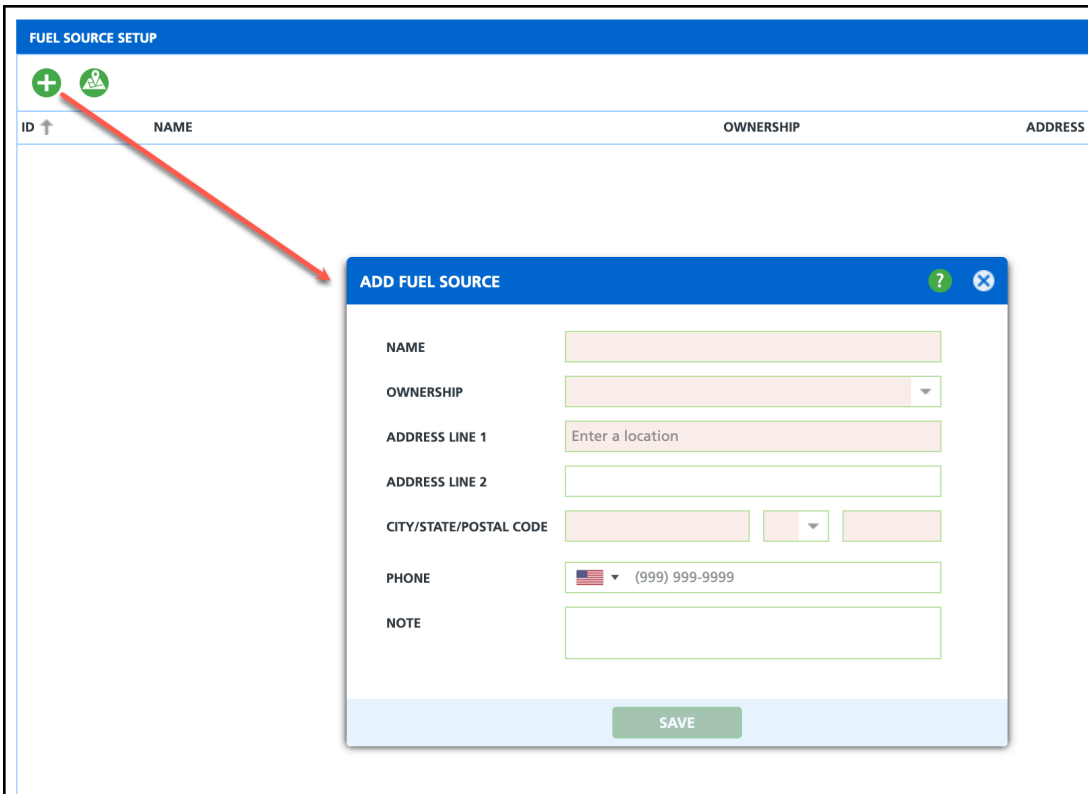 FUEL SOURCE SETUP
ID NAME OWNERSHIP ADDRESS
ADD FUEL SOURCE ?
NAME
OWNERSHIP
ADDRESS LINE 1 Enter a location
ADDRESS LINE 2
CITY/STATE/POSTAL CODE
PHONE (999) 999-9999
NOTE
SAVE